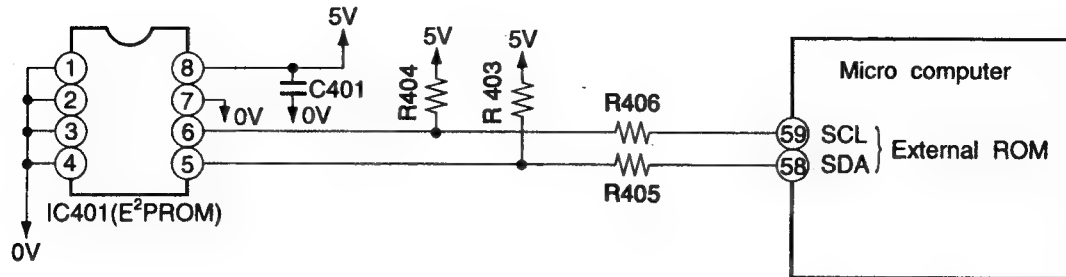 5V
5V
5V
1
8
C401
R404
R 403
Micro computer
2
7
0V
0V
R406
3
6
59
SCL
External ROM
4
5
58
SDA
R405
IC401(E²PROM)
0V